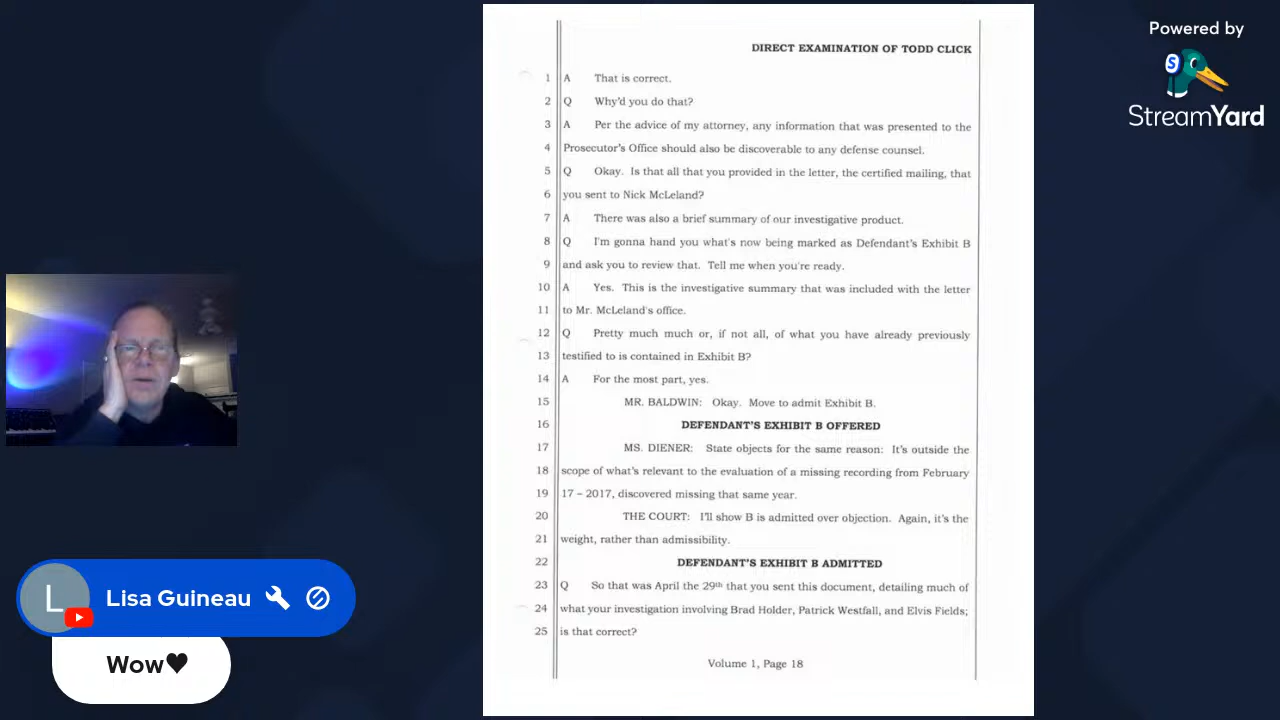 Powered by
StreamYard
DIRECT EXAMINATION OF TODD CLICK
1 A That is correct.
2 Q Why'd you do that?
3 A Per the advice of my attorney, any information that was presented to the
4 Prosecutor's Office should also be discoverable to any defense counsel.
5 Q Okay. Is that all that you provided in the letter, the certified mailing, that
6 you sent to Nick McLeland?
7 A There was also a brief summary of our investigative product.
8 Q I'm gonna hand you what's now being marked as Defendant's Exhibit B
9 and ask you to review that. Tell me when you're ready.
10 A Yes. This is the investigative summary that was included with the letter
11 to Mr. McLeland's office.
12 Q Pretty much much or, if not all, of what you have already previously
13 testified to is contained in Exhibit B?
14 A For the most part, yes.
15 MR. BALDWIN: Okay. Move to admit Exhibit B.
16 DEFENDANT'S EXHIBIT B OFFERED
17 MS. DIENER: State objects for the same reason: It's outside the
18 scope of what's relevant to the evaluation of a missing recording from February
19 17 – 2017, discovered missing that same year.
20 THE COURT: I'll show B is admitted over objection. Again, it's the
21 weight, rather than admissibility.
22 DEFENDANT'S EXHIBIT B ADMITTED
23 Q So that was April the 29th that you sent this document, detailing much of
24 what your investigation involving Brad Holder, Patrick Westfall, and Elvis Fields;
25 is that correct?
Volume 1, Page 18
L
Lisa Guineau
Wow♥